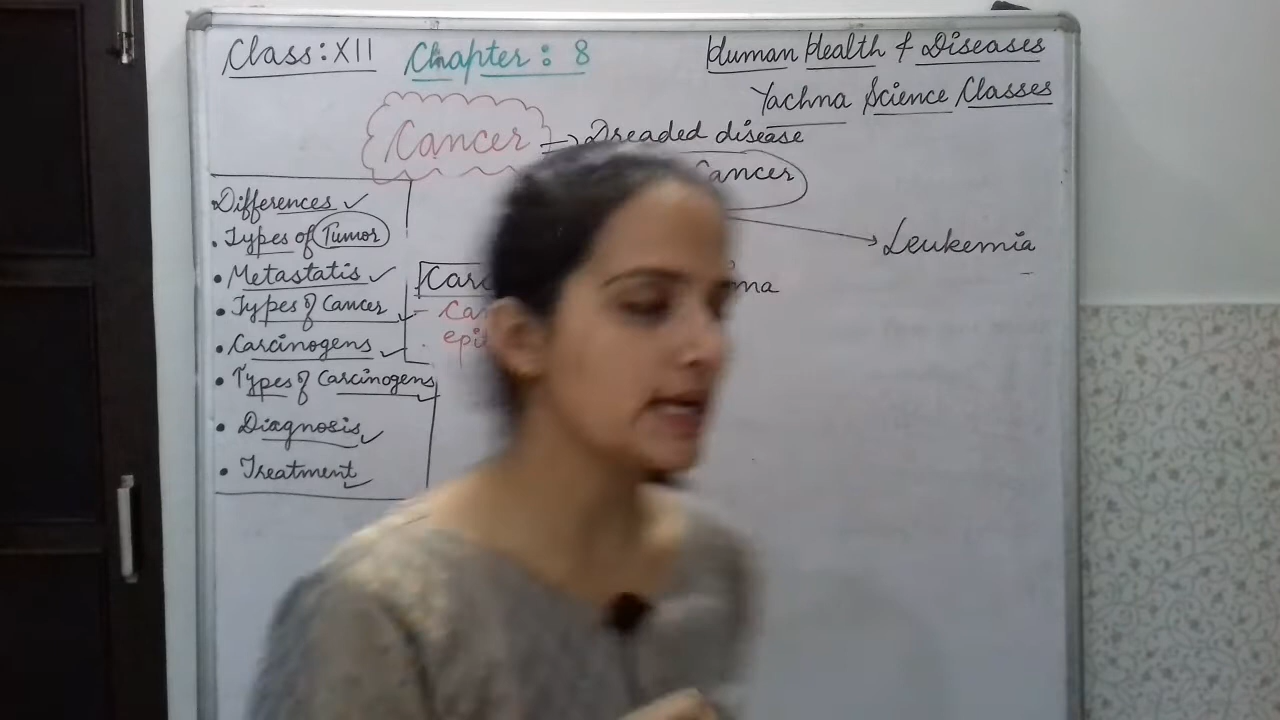 Class: XII Chapter : 8 Human Health & Diseases
Yachna Science Classes
Cancer → Dreaded disease
Cancer
Differences ✓
• Types of Tumor
• Metastatis ✓
• Types of Cancer ✓
• Carcinogens ✓
• Types of Carcinogens ✓
• Diagnosis ✓
• Treatment ✓
Leukemia